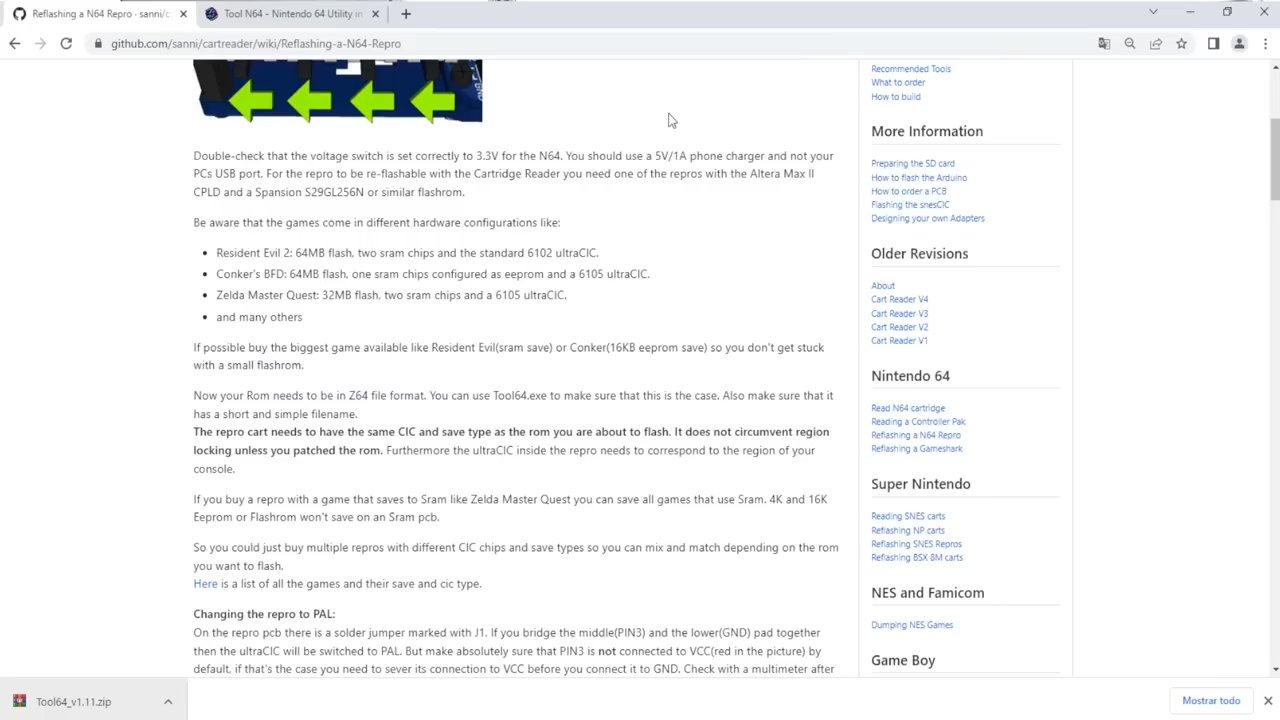 Reflashing a N64 Repro · sanni/c
Tool N64 - Nintendo 64 Utility in
github.com/sanni/cartreader/wiki/Reflashing-a-N64-Repro
Double-check that the voltage switch is set correctly to 3.3V for the N64. You should use a 5V/1A phone charger and not your
PCs USB port. For the repro to be re-flashable with the Cartridge Reader you need one of the repros with the Altera Max II
CPLD and a Spansion S29GL256N or similar flashrom.
Be aware that the games come in different hardware configurations like:
• Resident Evil 2: 64MB flash, two sram chips and the standard 6102 ultraCIC.
• Conker's BFD: 64MB flash, one sram chips configured as eeprom and a 6105 ultraCIC.
• Zelda Master Quest: 32MB flash, two sram chips and a 6105 ultraCIC.
• and many others
If possible buy the biggest game available like Resident Evil(sram save) or Conker(16KB eeprom save) so you don't get stuck
with a small flashrom.
Now your Rom needs to be in Z64 file format. You can use Tool64.exe to make sure that this is the case. Also make sure that it
has a short and simple filename.
The repro cart needs to have the same CIC and save type as the rom you are about to flash. It does not circumvent region
locking unless you patched the rom. Furthermore the ultraCIC inside the repro needs to correspond to the region of your
console.
If you buy a repro with a game that saves to Sram like Zelda Master Quest you can save all games that use Sram. 4K and 16K
Eeprom or Flashrom won't save on an Sram pcb.
So you could just buy multiple repros with different CIC chips and save types so you can mix and match depending on the rom
you want to flash.
Here is a list of all the games and their save and cic type.
Changing the repro to PAL:
On the repro pcb there is a solder jumper marked with J1. If you bridge the middle(PIN3) and the lower(GND) pad together
then the ultraCIC will be switched to PAL. But make absolutely sure that PIN3 is not connected to VCC(red in the picture) by
default, if that's the case you need to sever its connection to VCC before you connect it to GND. Check with a multimeter after
Recommended Tools
What to order
How to build
More Information
Preparing the SD card
How to flash the Arduino
How to order a PCB
Flashing the snesCIC
Designing your own Adapters
Older Revisions
About
Cart Reader V4
Cart Reader V3
Cart Reader V2
Cart Reader V1
Nintendo 64
Read N64 cartridge
Reading a Controller Pak
Reflashing a N64 Repro
Reflashing a Gameshark
Super Nintendo
Reading SNES carts
Reflashing NP carts
Reflashing SNES Repros
Reflashing BSX 8M carts
NES and Famicom
Dumping NES Games
Game Boy
Tool64_v1.11.zip
Mostrar todo